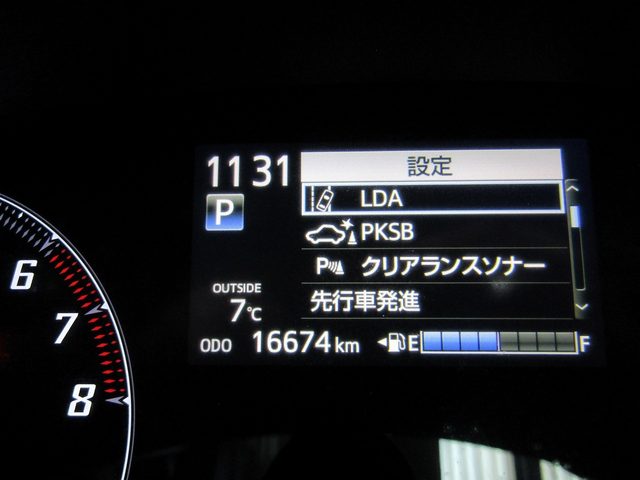 11 31
設定
LDA
P
PKSB
クリアランスソナー
OUTSIDE
7℃
先行車発進
ODO 16674 km
E F
6
7
8